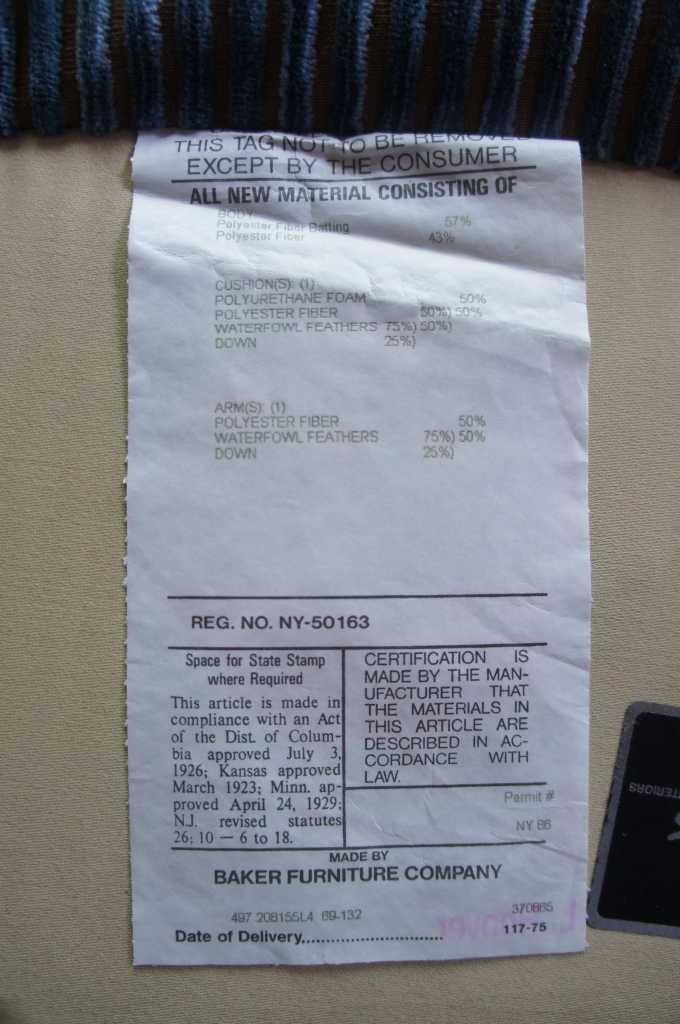 THIS TAG NOT TO BE REMOVED
EXCEPT BY THE CONSUMER
ALL NEW MATERIAL CONSISTING OF
BODY
Polyester Fiber Batting 57%
Polyester Fiber 43%
CUSHION(S): (1)
POLYURETHANE FOAM 50%
POLYESTER FIBER 50%) 50%
WATERFOWL FEATHERS 75%) 50%)
DOWN 25%)
ARM(S): (1)
POLYESTER FIBER 50%
WATERFOWL FEATHERS 75%) 50%
DOWN 25%)
REG. NO. NY-50163
Space for State Stamp
where Required
This article is made in
compliance with an Act
of the Dist. of Colum-
bia approved July 3,
1926; Kansas approved
March 1923; Minn. ap-
proved April 24, 1929;
N.J. revised statutes
26: 10 — 6 to 18.
CERTIFICATION IS
MADE BY THE MAN-
UFACTURER THAT
THE MATERIALS IN
THIS ARTICLE ARE
DESCRIBED IN AC-
CORDANCE WITH
LAW.
Permit #
NY 86
MADE BY
BAKER FURNITURE COMPANY
497 208155L4 69-132 370865
Date of Delivery................................ 117-75